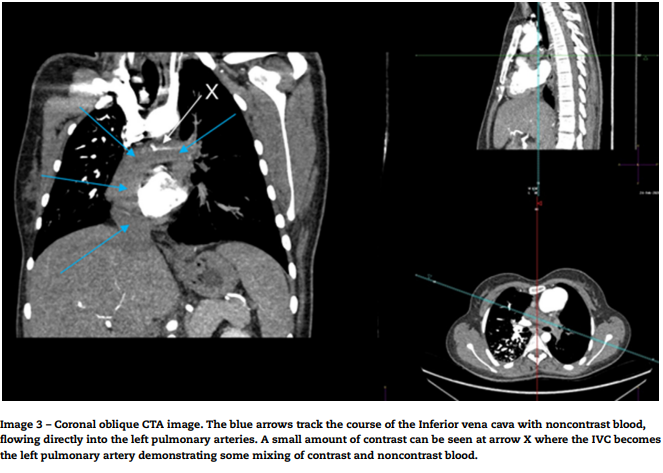 X
Image 3 – Coronal oblique CTA image. The blue arrows track the course of the Inferior vena cava with noncontrast blood,
flowing directly into the left pulmonary arteries. A small amount of contrast can be seen at arrow X where the IVC becomes
the left pulmonary artery demonstrating some mixing of contrast and noncontrast blood.